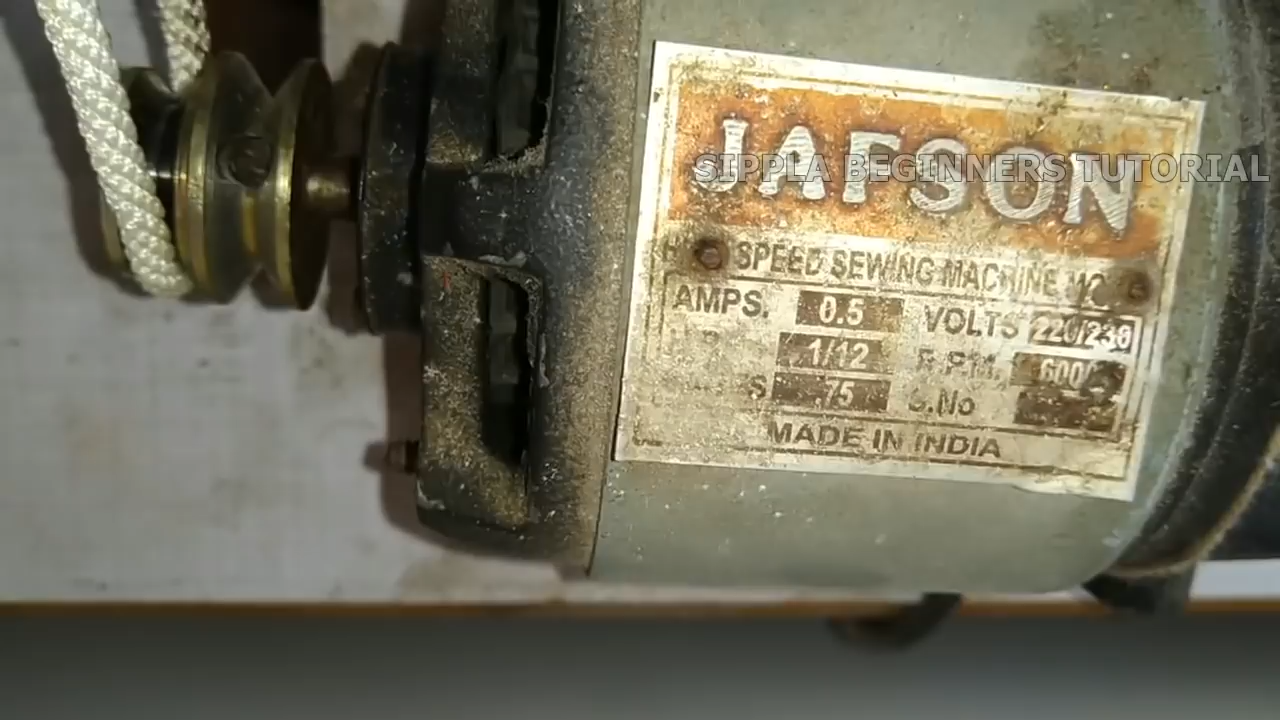 JAFSON
SIPPLA BEGINNERS TUTORIAL
SPEED SEWING MACHINE
AMPS. 0.5 VOLTS 220/230
1/12 R.P.M.
.75 S.No
MADE IN INDIA